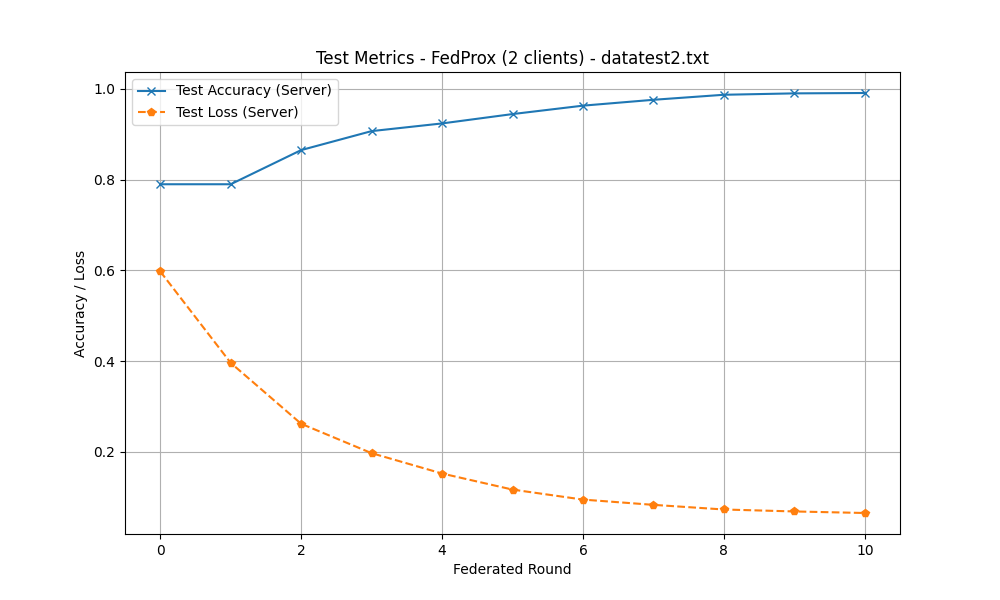 Test Metrics - FedProx (2 clients) - datatest2.txt
Test Accuracy (Server)
Test Loss (Server)
Accuracy / Loss
1.0
0.8
0.6
0.4
0.2
0 2 4 6 8 10
Federated Round